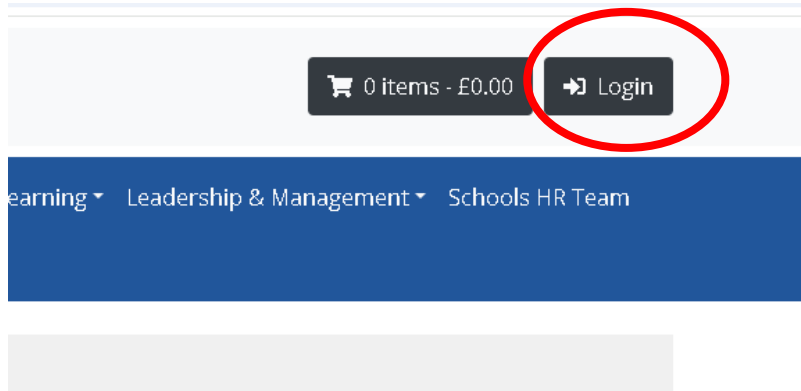 0 items - £0.00 Login
earning Leadership & Management Schools HR Team